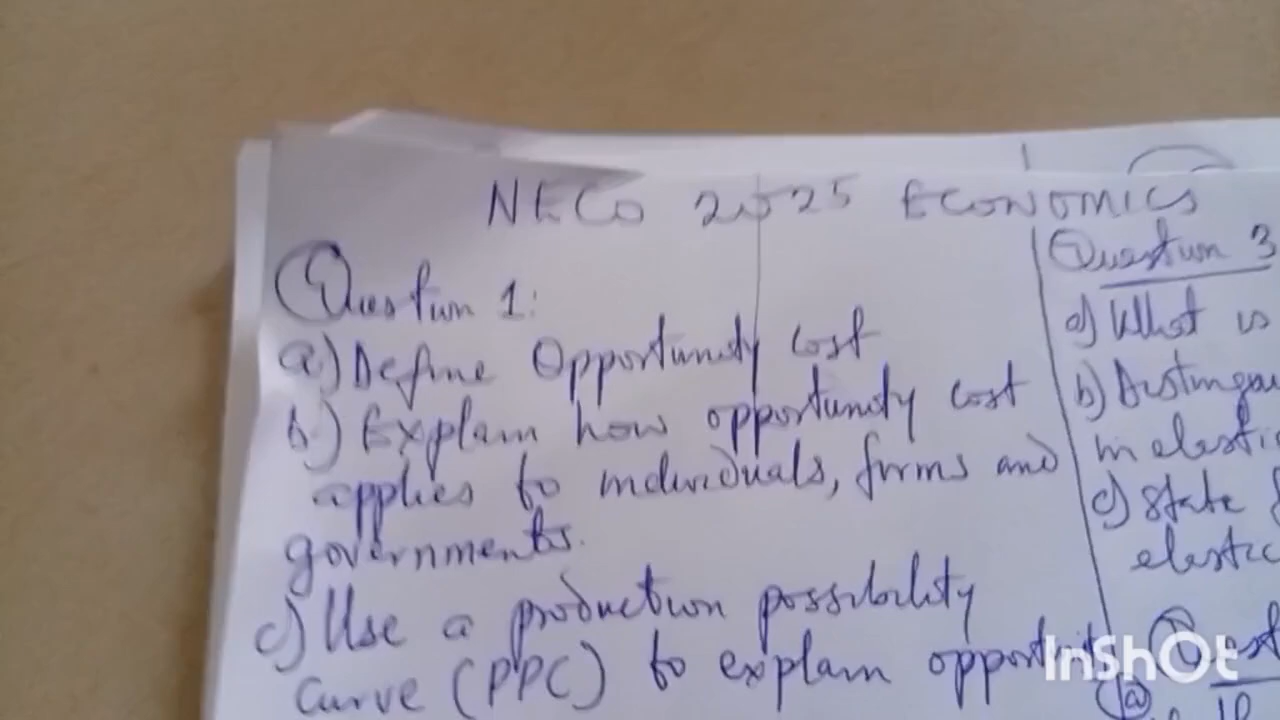 NECO 2025 ECONOMICS
Question 1:
a) Define Opportunity cost
b) Explain how opportunity cost
applies to individuals, firms and
governments.
c) Use a production possibility
curve (PPC) to explain
Question 3
a) What is
b)
c) State
InShOt